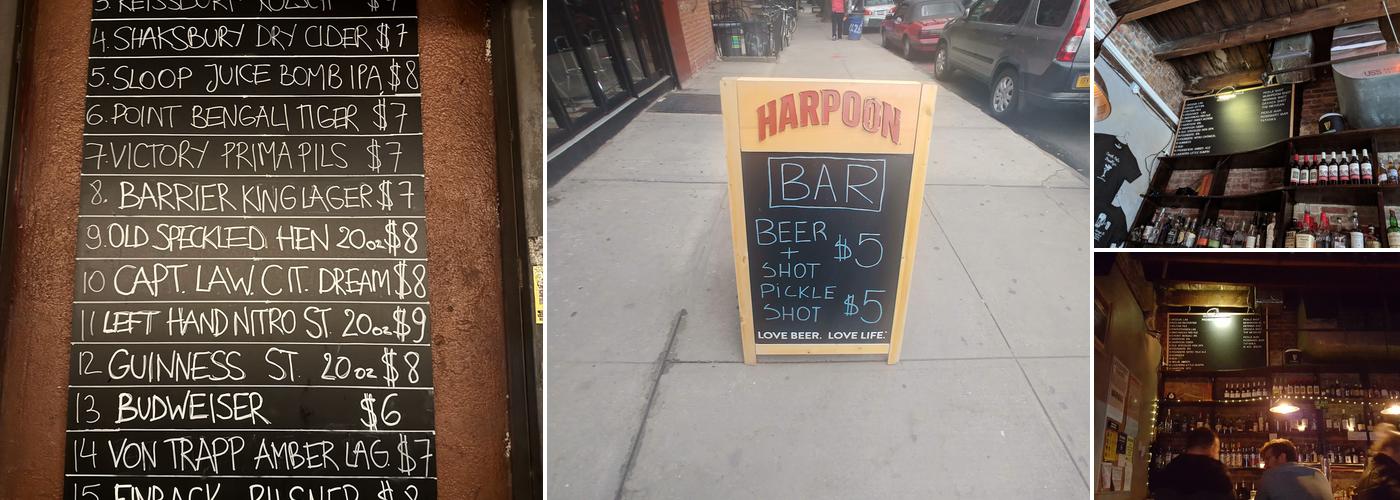 4. SHAKSBURY DRY CIDER $7
5. SLOOP JUICE BOMB IPA $8
6. POINT BENGALI TIGER $7
7. VICTORY PRIMA PILS $7
8. BARRIER KING LAGER $7
9. OLD SPECKLED HEN 20oz $8
10 CAPT. LAW. CIT. DREAM $8
11 LEFT HAND NITRO ST. 20oz $9
12 GUINNESS ST. 20oz $8
13 BUDWEISER $6
14 VON TRAPP AMBER LAG. $7
HARPOON
BAR
BEER
+
SHOT
$5
PICKLE
SHOT
$5
LOVE BEER. LOVE LIFE.